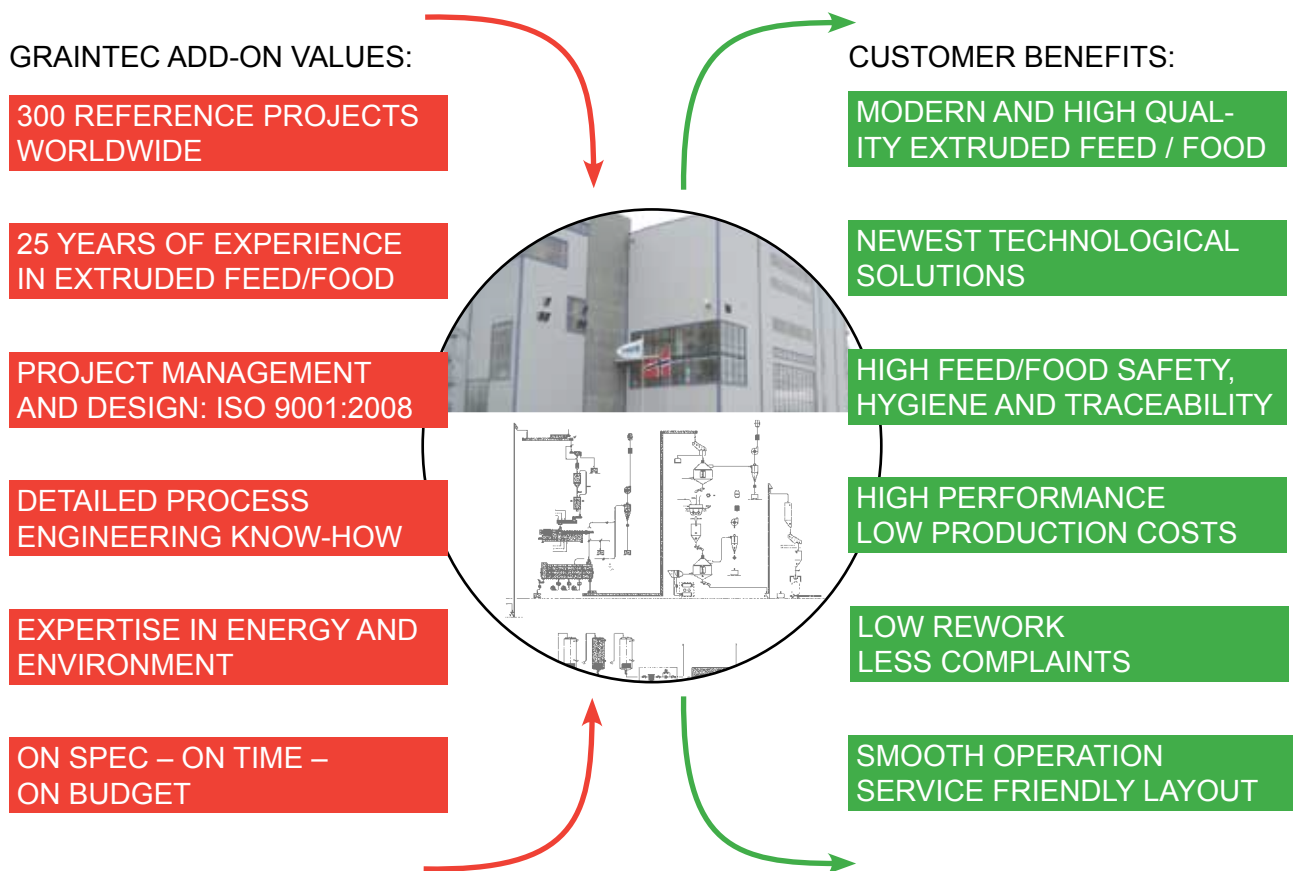 GRAINTEC ADD-ON VALUES:
300 REFERENCE PROJECTS
WORLDWIDE
25 YEARS OF EXPERIENCE
IN EXTRUDED FEED/FOOD
PROJECT MANAGEMENT
AND DESIGN: ISO 9001:2008
DETAILED PROCESS
ENGINEERING KNOW-HOW
EXPERTISE IN ENERGY AND
ENVIRONMENT
ON SPEC – ON TIME –
ON BUDGET
CUSTOMER BENEFITS:
MODERN AND HIGH QUAL-
ITY EXTRUDED FEED / FOOD
NEWEST TECHNOLOGICAL
SOLUTIONS
HIGH FEED/FOOD SAFETY,
HYGIENE AND TRACEABILITY
HIGH PERFORMANCE
LOW PRODUCTION COSTS
LOW REWORK
LESS COMPLAINTS
SMOOTH OPERATION
SERVICE FRIENDLY LAYOUT